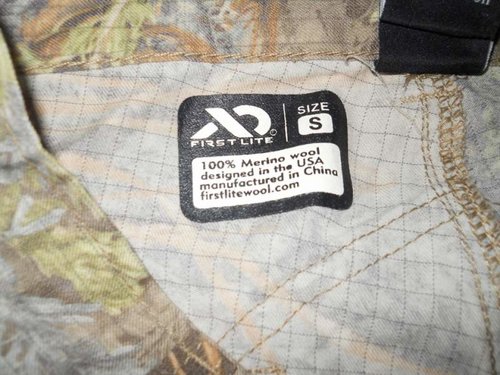 SIZE
S
FIRST LITE
100% Merino wool
designed in the USA
manufactured in China
firstlitewool.com